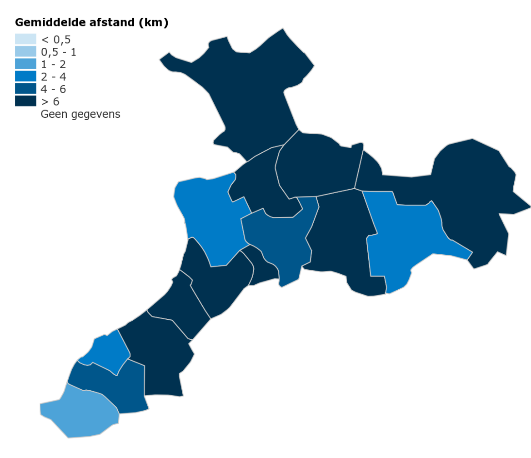 Gemiddelde afstand (km)
< 0,5
0,5 - 1
1 - 2
2 - 4
4 - 6
> 6
Geen gegevens